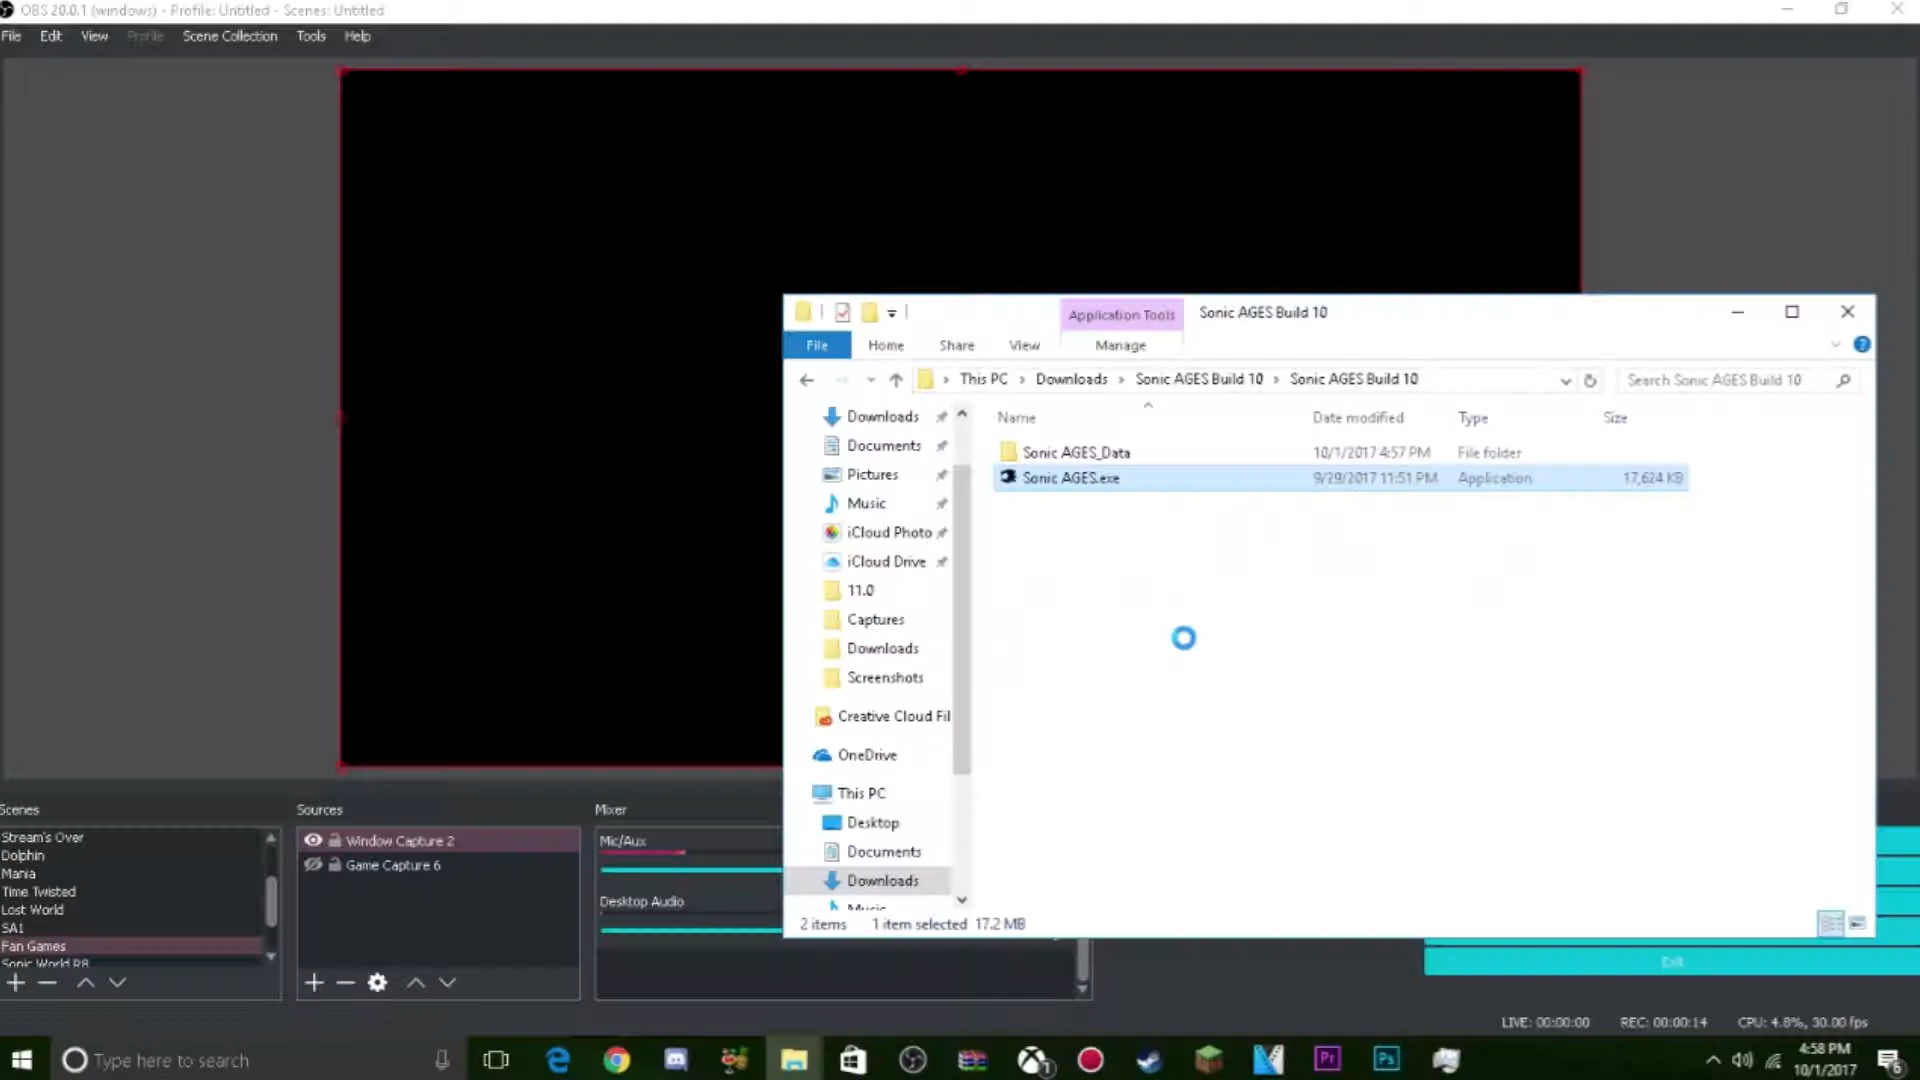 OBS 20.0.1 (windows) - Profile: Untitled - Scenes: Untitled
File Edit View Profile Scene Collection Tools Help
Application Tools Sonic AGES Build 10
File Home Share View Manage
This PC Downloads Sonic AGES Build 10 Sonic AGES Build 10 Search Sonic AGES Build 10
Name Date modified Type Size
Sonic AGES_Data 10/1/2017 4:57 PM File folder
Sonic AGES.exe 9/29/2017 11:51 PM Application 17,624 KB
Downloads
Documents
Pictures
Music
iCloud Photo
iCloud Drive
11.0
Captures
Downloads
Screenshots
Creative Cloud Fil
OneDrive
This PC
Desktop
Documents
Downloads
Music
2 items 1 item selected 17.2 MB
Scenes
Stream's Over
Dolphin
Mania
Time Twisted
Lost World
SA1
Fan Games
Sonic World R8
Sources
Window Capture 2
Game Capture 6
Mixer
Mic/Aux
Desktop Audio
Exit
LIVE: 00:00:00 REC: 00:00:14 CPU: 4.8%, 30.00 fps
Type here to search
Pr
Ps
4:58 PM
10/1/2017